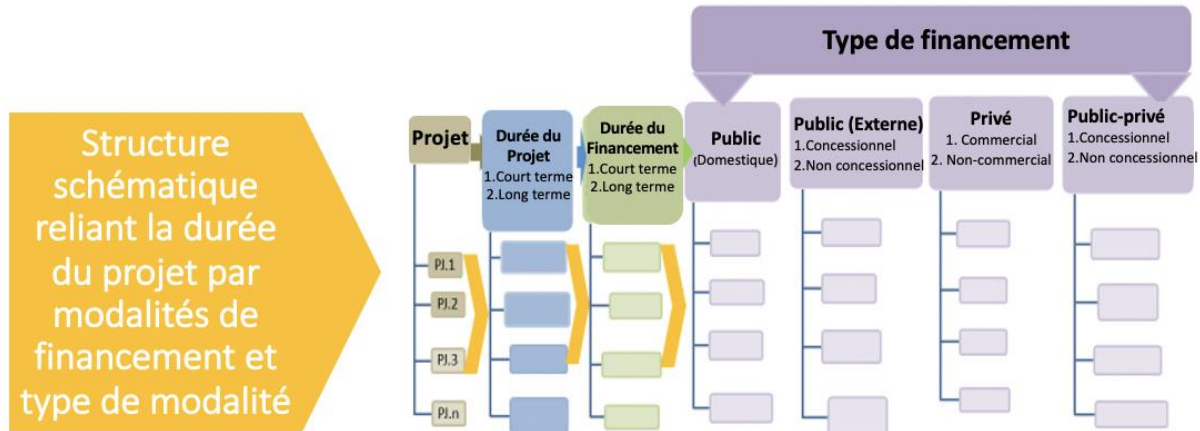 Structure
schématique
reliant la durée
du projet par
modalités de
financement et
type de modalité
Type de financement
Projet
Durée du
Projet
1.Court terme
2.Long terme
Durée du
Financement
1.Court terme
2.Long terme
Public
(Domestique)
Public (Externe)
1.Concessionnel
2.Non concessionnel
Privé
1. Commercial
2. Non-commercial
Public-privé
1.Concessionnel
2.Non concessionnel
PJ.1
PJ.2
PJ.3
PJ.n